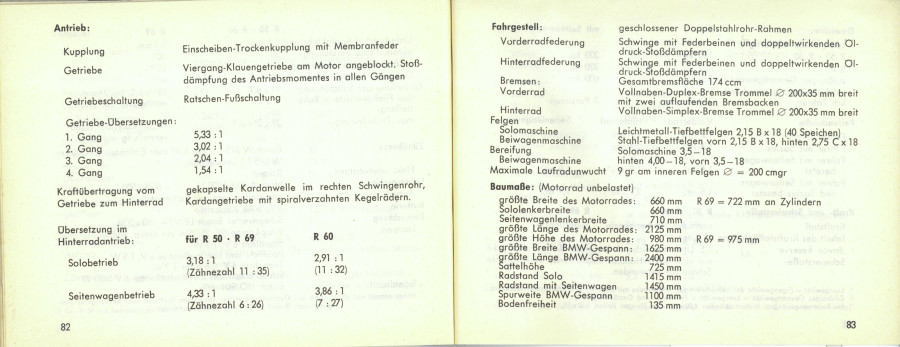 Antrieb:
Kupplung Einscheiben-Trockenkupplung mit Membranfeder
Getriebe Viergang-Klauengetriebe am Motor angeblockt, Stoß-
dämpfung des Antriebsmomentes in allen Gängen
Getriebeschaltung Ratschen-Fußschaltung
Getriebe-Übersetzungen:
1. Gang 5,33 : 1
2. Gang 3,02 : 1
3. Gang 2,04 : 1
4. Gang 1,54 : 1
Kraftübertragung vom gekapselte Kardanwelle im rechten Schwingenrohr,
Getriebe zum Hinterrad Kardangetriebe mit spiralverzahnten Kegelrädern.
Übersetzung im
Hinterradantrieb: für R 50 · R 69 R 60
Solobetrieb 3,18 : 1 2,91 : 1
(Zähnezahl 11 : 35) (11 : 32)
Seitenwagenbetrieb 4,33 : 1 3,86 : 1
(Zähnezahl 6 : 26) (7 : 27)
82
Fahrgestell: geschlossener Doppelstahlrohr-Rahmen
Vorderradfederung Schwinge mit Federbeinen und doppeltwirkenden Öl-
druck-Stoßdämpfern
Hinterradfederung Schwinge mit Federbeinen und doppeltwirkenden Öl-
druck-Stoßdämpfern
Bremsen: Gesamtbremsfläche 174 ccm
Vorderrad Vollnaben-Duplex-Bremse Trommel ∅ 200x35 mm breit
mit zwei auflaufenden Bremsbacken
Hinterrad Vollnaben-Simplex-Bremse Trommel ∅ 200x35 mm breit
Felgen
Solomaschine Leichtmetall-Tiefbettfelgen 2,15 B x 18 (40 Speichen)
Beiwagenmaschine Stahl-Tiefbettfelgen vorn 2,15 B x 18, hinten 2,75 C x 18
Bereifung Solomaschine 3,5–18
Beiwagenmaschine hinten 4,00–18, vorn 3,5–18
Maximale Laufradunwucht 9 gr am inneren Felgen ∅ = 200 cmgr
Baumaße: (Motorrad unbelastet)
größte Breite des Motorrades: 660 mm R 69 = 722 mm an Zylindern
Sololenkerbreite 660 mm
Seitenwagenlenkerbreite 710 mm
größte Länge des Motorrades: 2125 mm
größte Höhe des Motorrades: 980 mm R 69 = 975 mm
größte Breite BMW-Gespann: 1625 mm
größte Länge BMW-Gespann: 2400 mm
Sattelhöhe 725 mm
Radstand Solo 1415 mm
Radstand mit Seitenwagen 1450 mm
Spurweite BMW-Gespann 1100 mm
Bodenfreiheit 135 mm
83